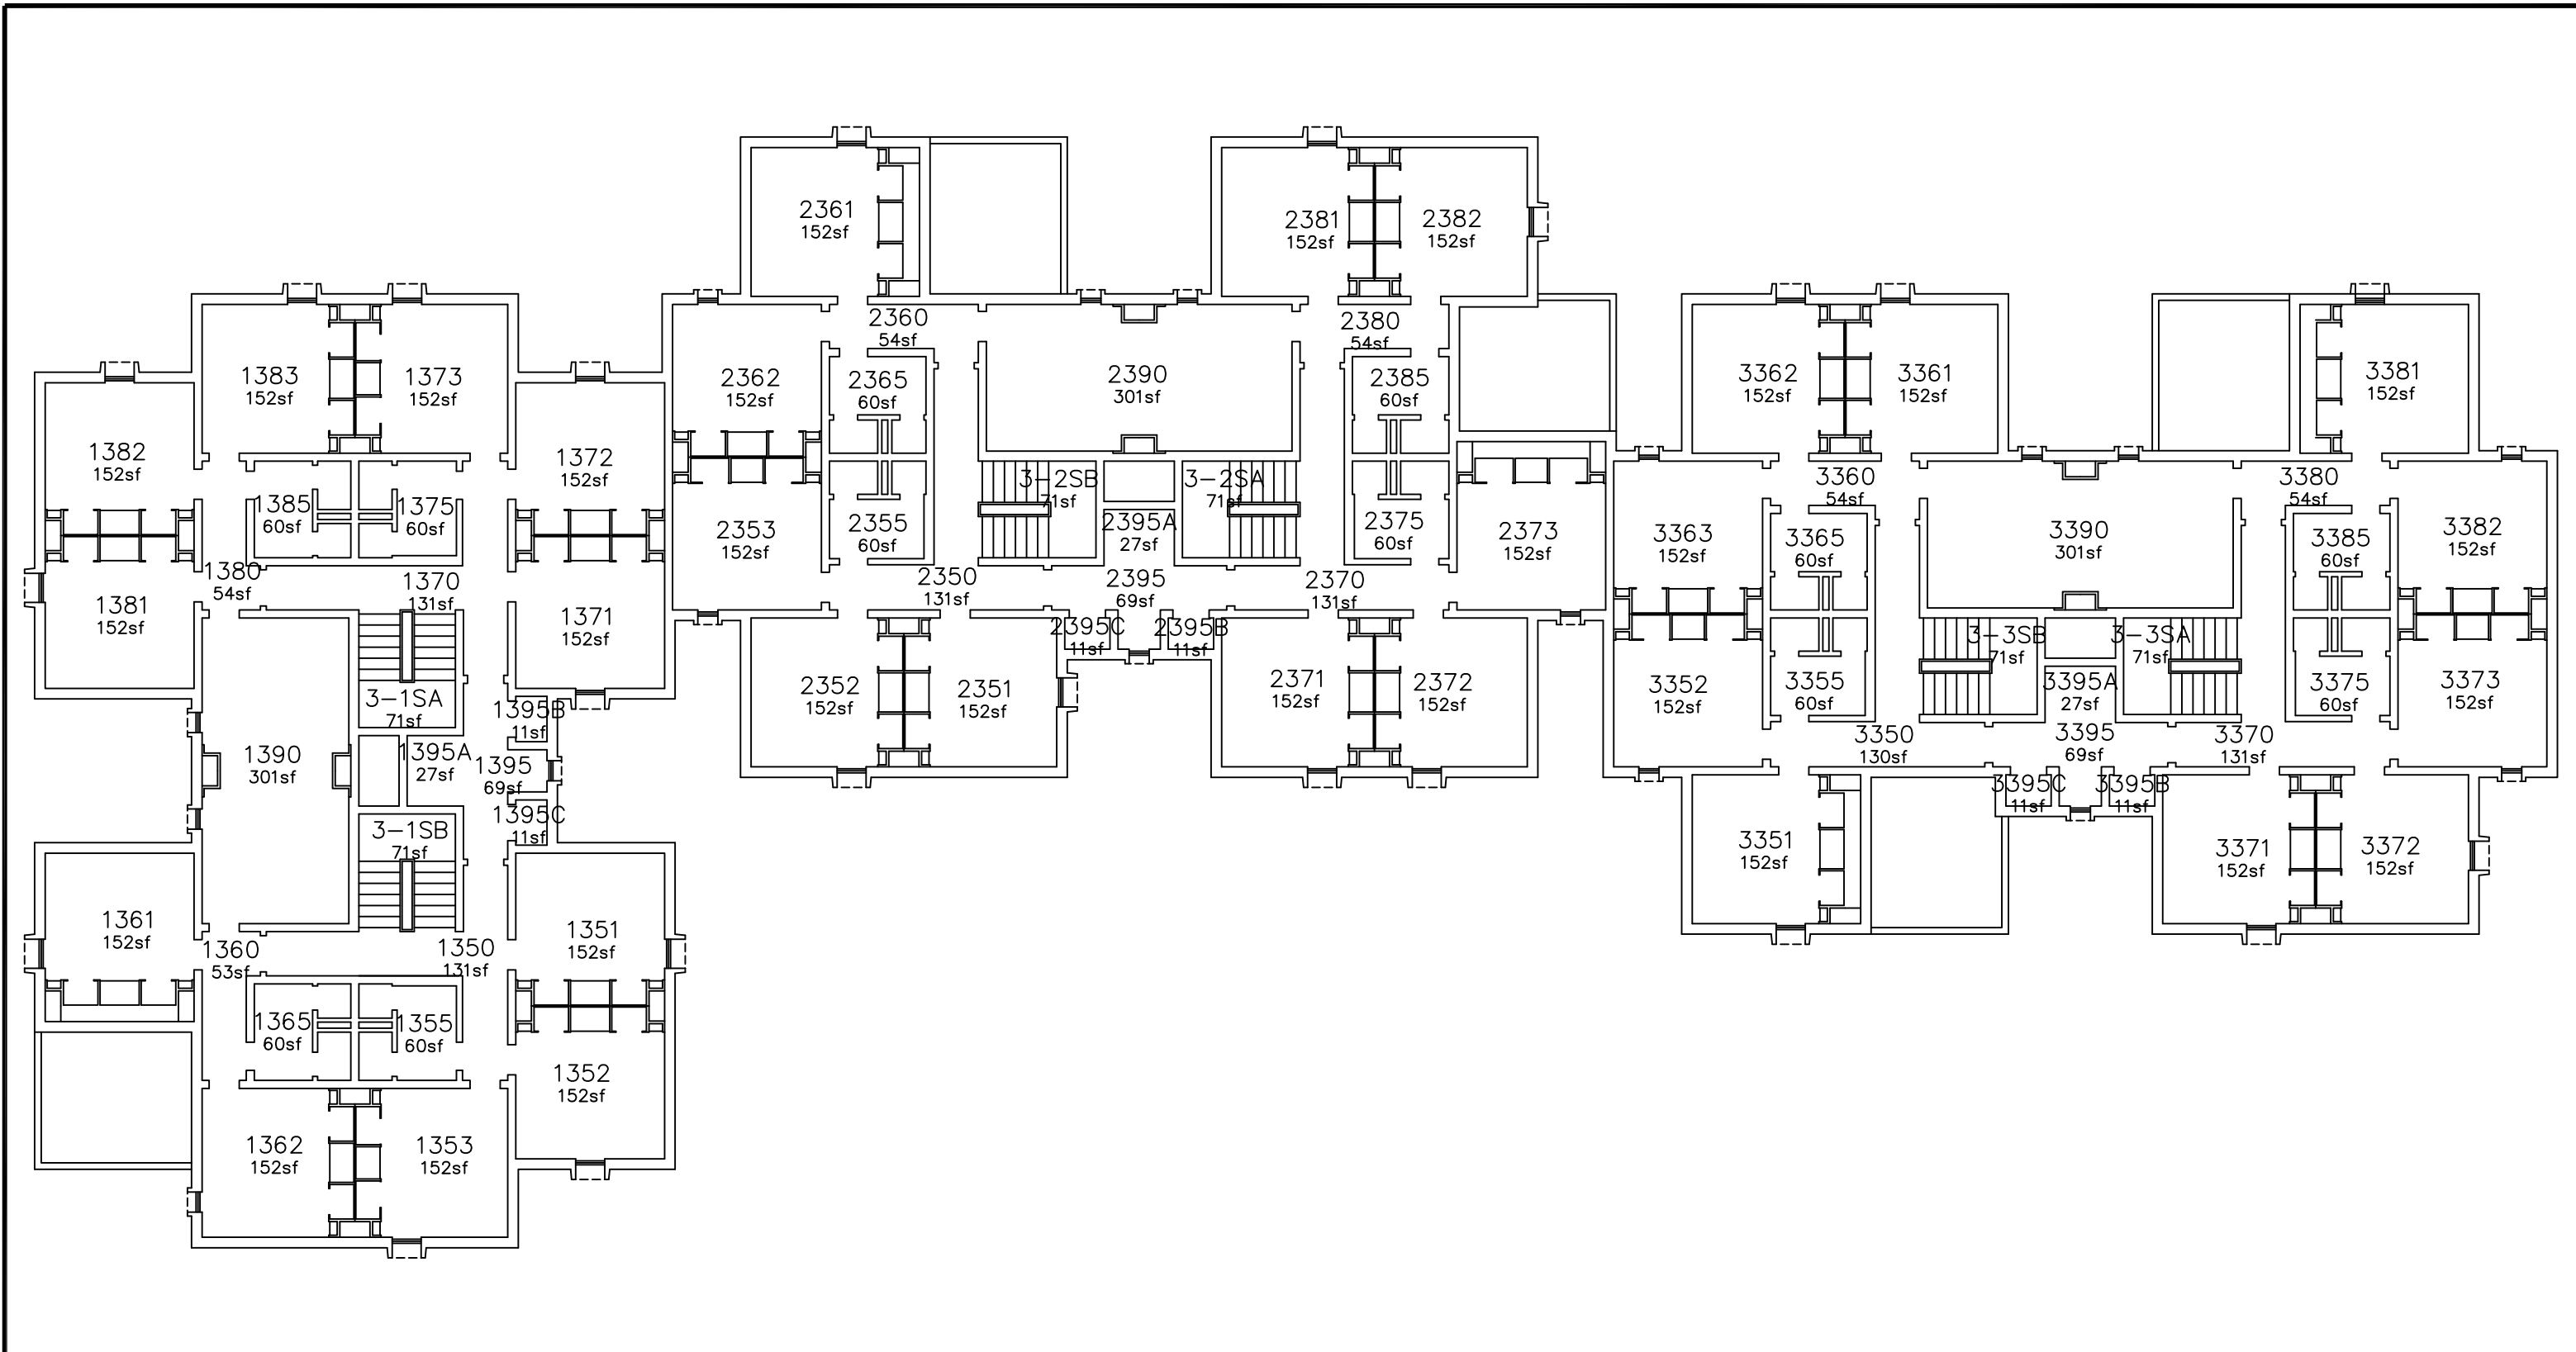 1383
152sf
1373
152sf
1382
152sf
1372
152sf
1385
60sf
1375
60sf
1380
54sf
1370
131sf
1381
152sf
1371
152sf
3-1SA
71sf
1395B
11sf
1390
301sf
1395A
27sf
1395
69sf
1395C
11sf
3-1SB
71sf
1361
152sf
1360
53sf
1350
131sf
1351
152sf
1365
60sf
1355
60sf
1352
152sf
1362
152sf
1353
152sf
2361
152sf
2381
152sf
2382
152sf
2360
54sf
2380
54sf
2362
152sf
2365
60sf
2390
301sf
2385
60sf
3-2SB
71sf
3-2SA
71sf
2353
152sf
2355
60sf
2395A
27sf
2375
60sf
2373
152sf
2350
131sf
2395
69sf
2370
131sf
2395C
11sf
2395B
11sf
2352
152sf
2351
152sf
2371
152sf
2372
152sf
3362
152sf
3361
152sf
3381
152sf
3360
54sf
3380
54sf
3363
152sf
3365
60sf
3390
301sf
3385
60sf
3382
152sf
3-3SB
71sf
3-3SA
71sf
3352
152sf
3355
60sf
3395A
27sf
3375
60sf
3373
152sf
3350
130sf
3395
69sf
3370
131sf
3395C
11sf
3395B
11sf
3351
152sf
3371
152sf
3372
152sf